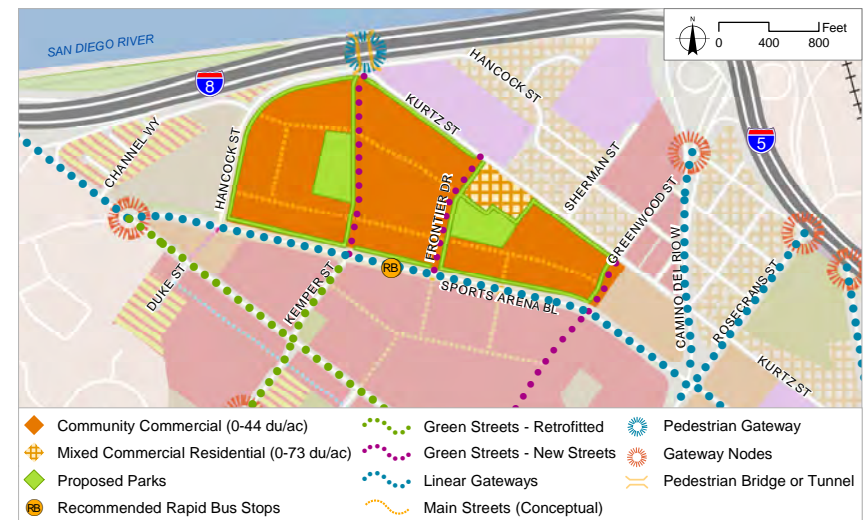 SAN DIEGO RIVER
N
Feet
0 400 800
8
HANCOCK ST
KURTZ ST
5
CHANNEL WY
HANCOCK ST
SHERMAN ST
GREENWOOD ST
FRONTIER DR
RB
DUKE ST
KEMPER ST
SPORTS ARENA BL
CAMINO DEL RIO W
ROSECRANS ST
KURTZ ST
Community Commercial (0-44 du/ac)
Mixed Commercial Residential (0-73 du/ac)
Proposed Parks
RB Recommended Rapid Bus Stops
Green Streets - Retrofitted
Green Streets - New Streets
Linear Gateways
Main Streets (Conceptual)
Pedestrian Gateway
Gateway Nodes
Pedestrian Bridge or Tunnel